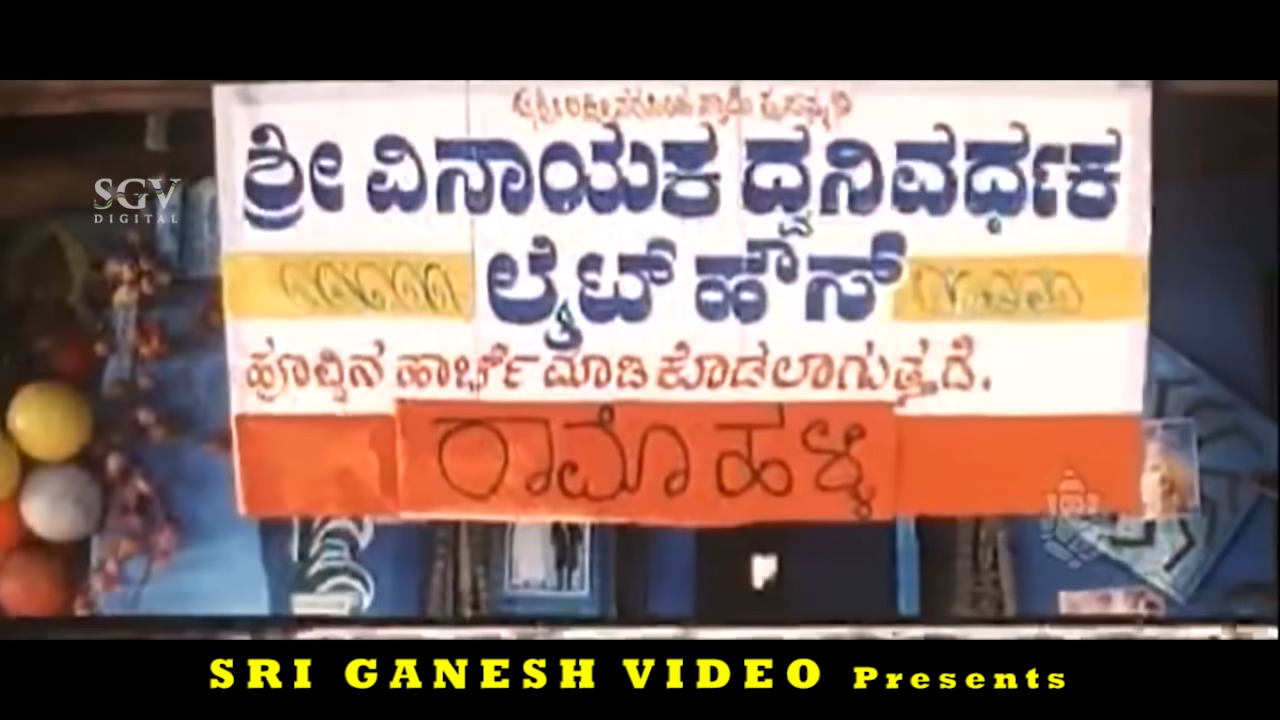 ಶ್ರೀ ವಿನಾಯಕ ಧ್ವನಿವರ್ಧಕ
SGV
DIGITAL
ಲೈಟ್ ಹೌಸ್
ಹೂವಿನ ಹಾರ್ಚ್ ಮಾಡಿ ಕೊಡಲಾಗುತ್ತದೆ.
ರಾಮೋಹಳ್ಳಿ
SRI GANESH VIDEO Presents